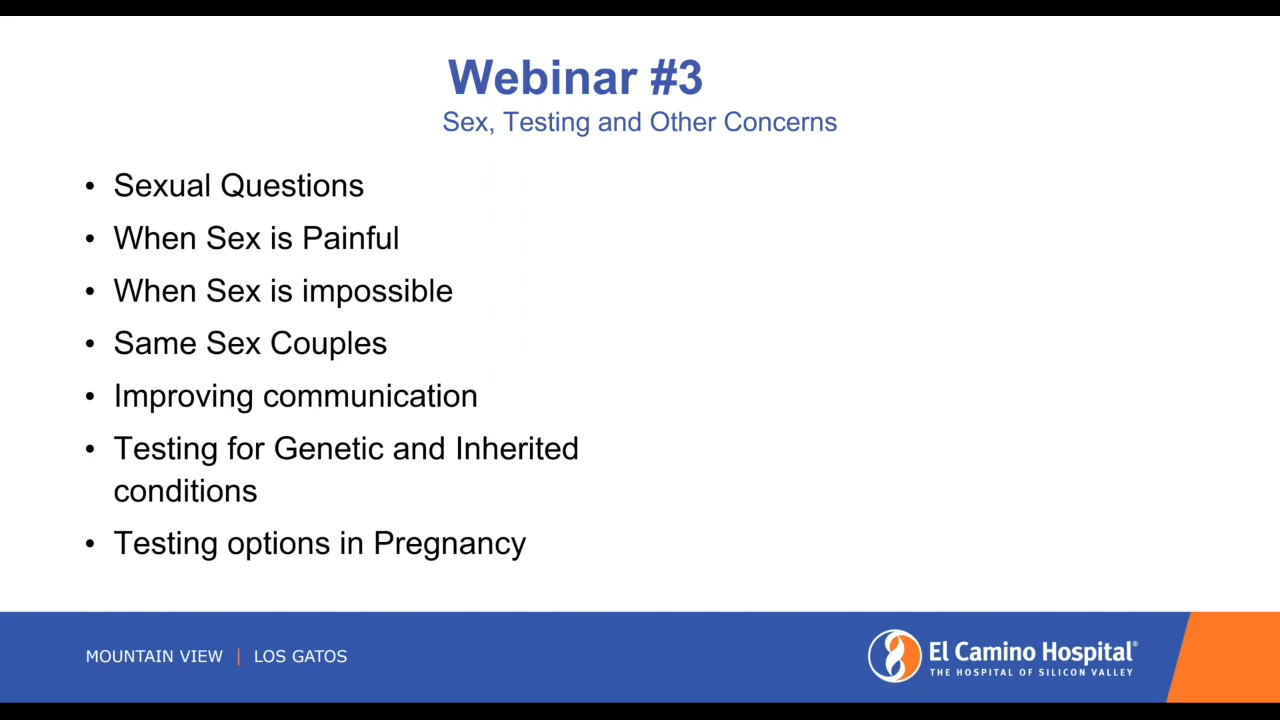 Webinar #3
Sex, Testing and Other Concerns
• Sexual Questions
• When Sex is Painful
• When Sex is impossible
• Same Sex Couples
• Improving communication
• Testing for Genetic and Inherited
conditions
• Testing options in Pregnancy
MOUNTAIN VIEW | LOS GATOS
El Camino Hospital®
THE HOSPITAL OF SILICON VALLEY